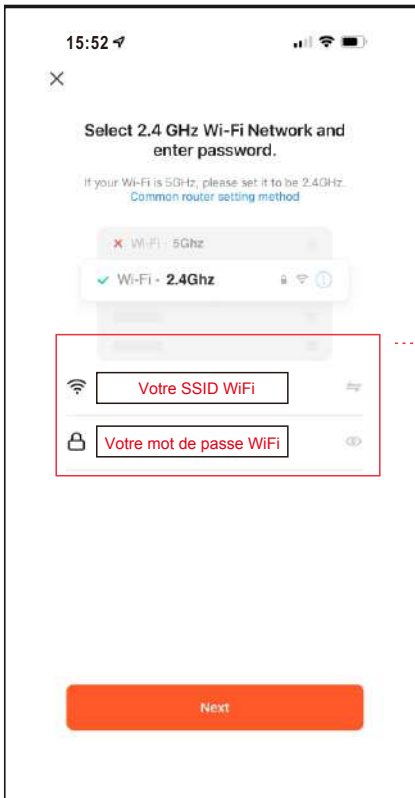 15:52
Select 2.4 GHz Wi-Fi Network and
enter password.
If your Wi-Fi is 5GHz, please set it to be 2.4GHz.
Common router setting method
Wi-Fi - 5Ghz
Wi-Fi - 2.4Ghz
Votre SSID WiFi
Votre mot de passe WiFi
Next